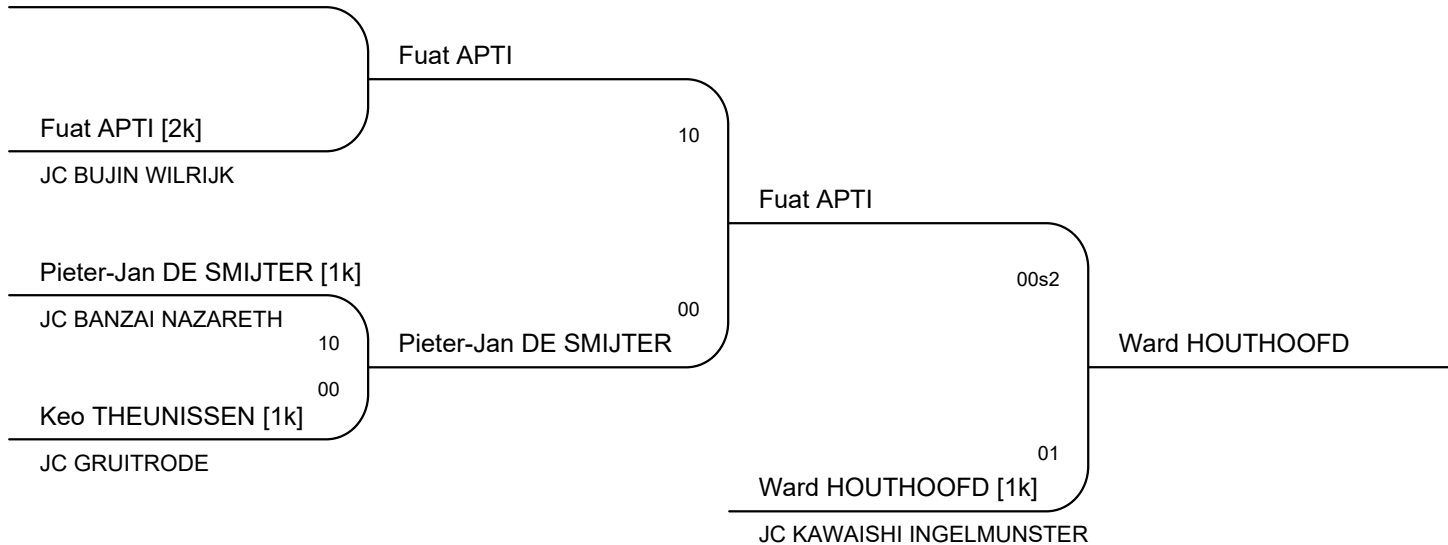 Fuat APTI
Fuat APTI [2k]
10
JC BUJIN WILRIJK
Fuat APTI
Pieter-Jan DE SMIJTER [1k]
00s2
JC BANZAI NAZARETH
00
10
Pieter-Jan DE SMIJTER
Ward HOUTHOOFD
00
Keo THEUNISSEN [1k]
01
JC GRUITRODE
Ward HOUTHOOFD [1k]
JC KAWAISHI INGELMUNSTER